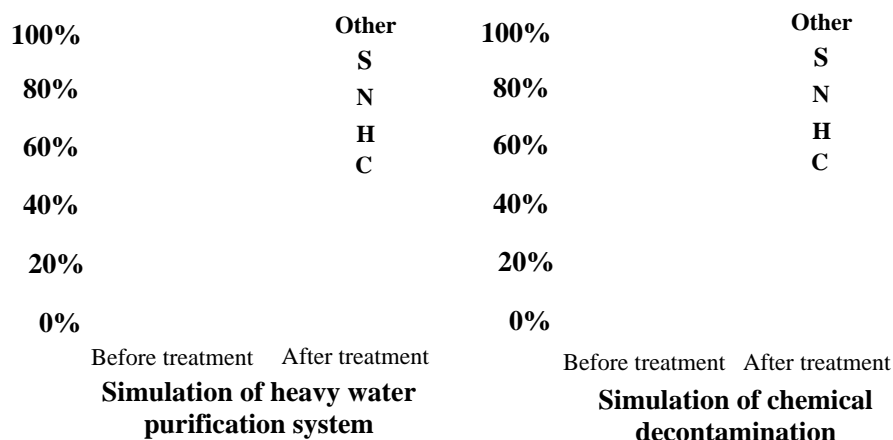 100%
80%
60%
40%
20%
0%
Other
S
N
H
C
Before treatment After treatment
Simulation of heavy water
purification system
100%
80%
60%
40%
20%
0%
Other
S
N
H
C
Before treatment After treatment
Simulation of chemical
decontamination